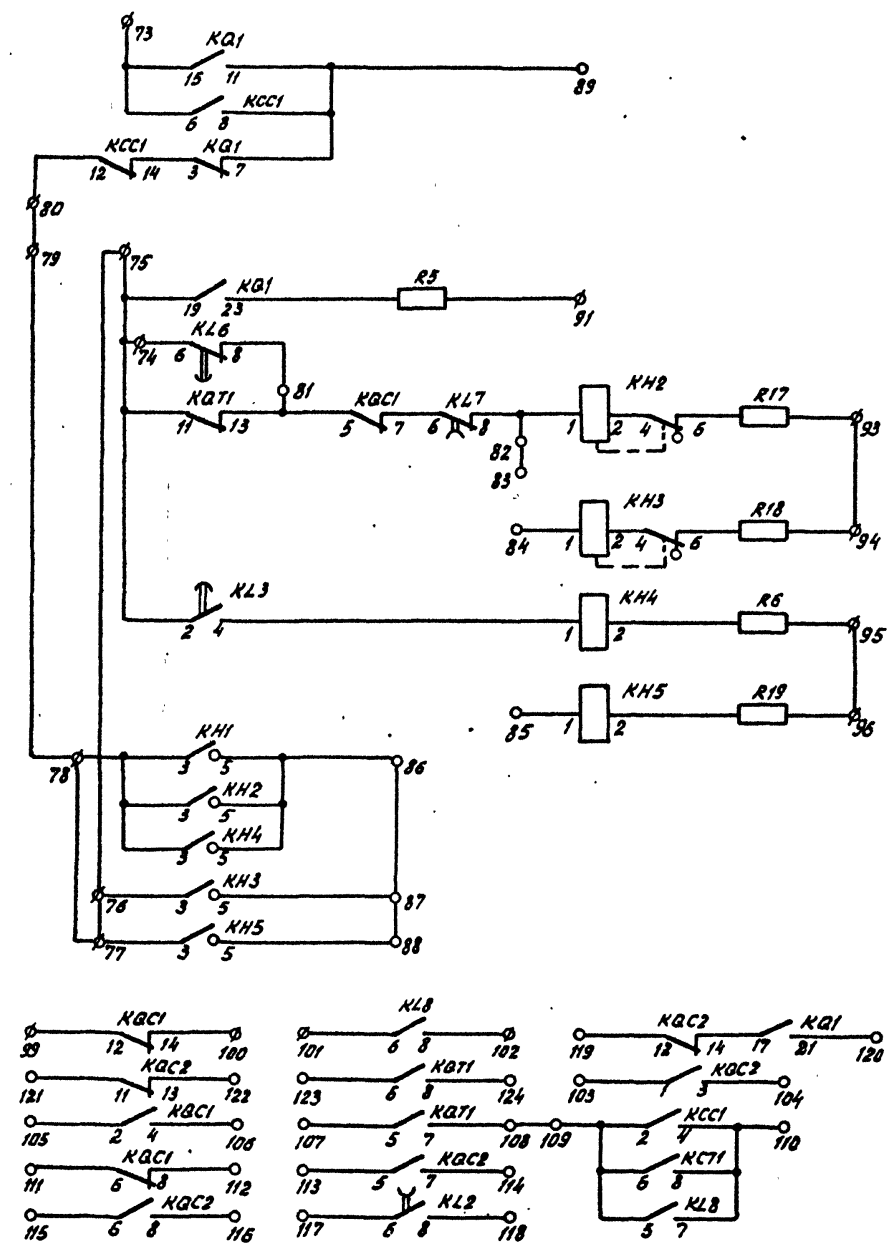 73
KQ1
15 11
89
KCC1
6 8
KCC1 KQ1
12 14 3 7
80
79 75
KQ1 R5
19 23
91
KL6
74 6 8
81
KQT1 KQC1 KL7 KH2 R17
11 13 5 7 6 8 1 2 4 6 93
82
83
KH3 R18
84 1 2 4 6 94
KL3 KH4 R6
2 4 1 2 95
KH5 R19
85 1 2 96
KH1
78 3 5 86
KH2
3 5
KH4
3 5
KH3
76 3 5 87
KH5
77 3 5 88
KQC1 KL8 KQC2 KQ1
99 12 14 100 101 6 8 102 119 12 14 17 21 120
KQC2 KQT1 KQC2
121 11 13 122 123 6 8 124 103 1 3 104
KQC1 KQT1 KCC1
105 2 4 106 107 5 7 108 109 2 4 110
KQC1 KQC2 KCT1
111 6 8 112 113 5 7 114 6 8
KQC2 KL2 KL8
115 6 8 116 117 6 8 118 5 7